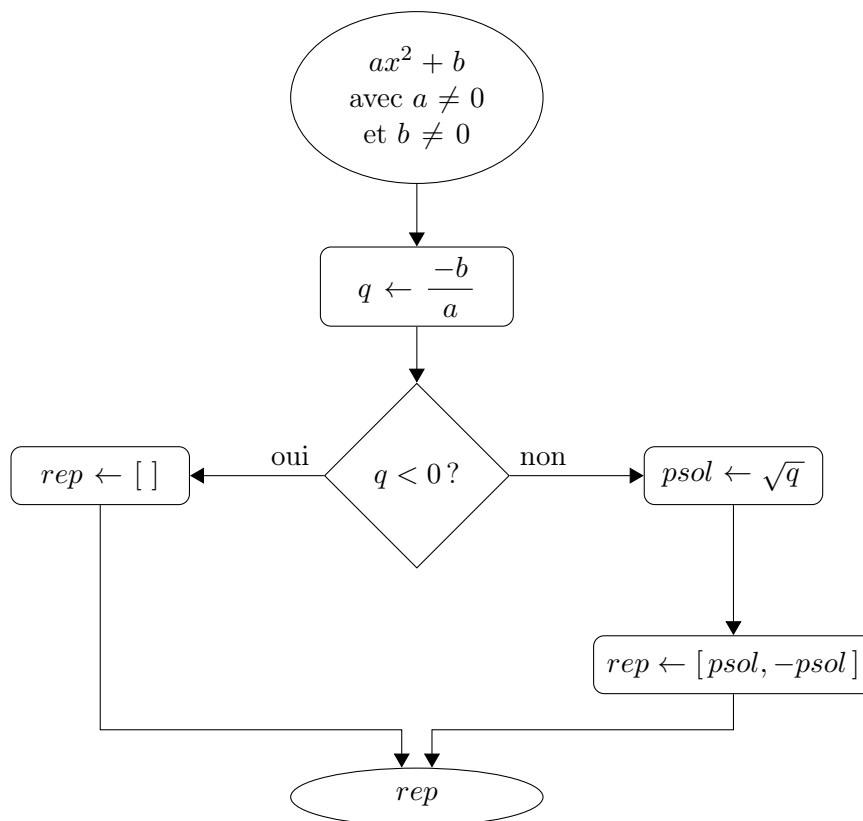 ax² + b
avec a ≠ 0
et b ≠ 0
q ← −b/a
oui
q < 0 ?
non
rep ← [ ]
psol ← √q
rep ← [ psol, −psol ]
rep